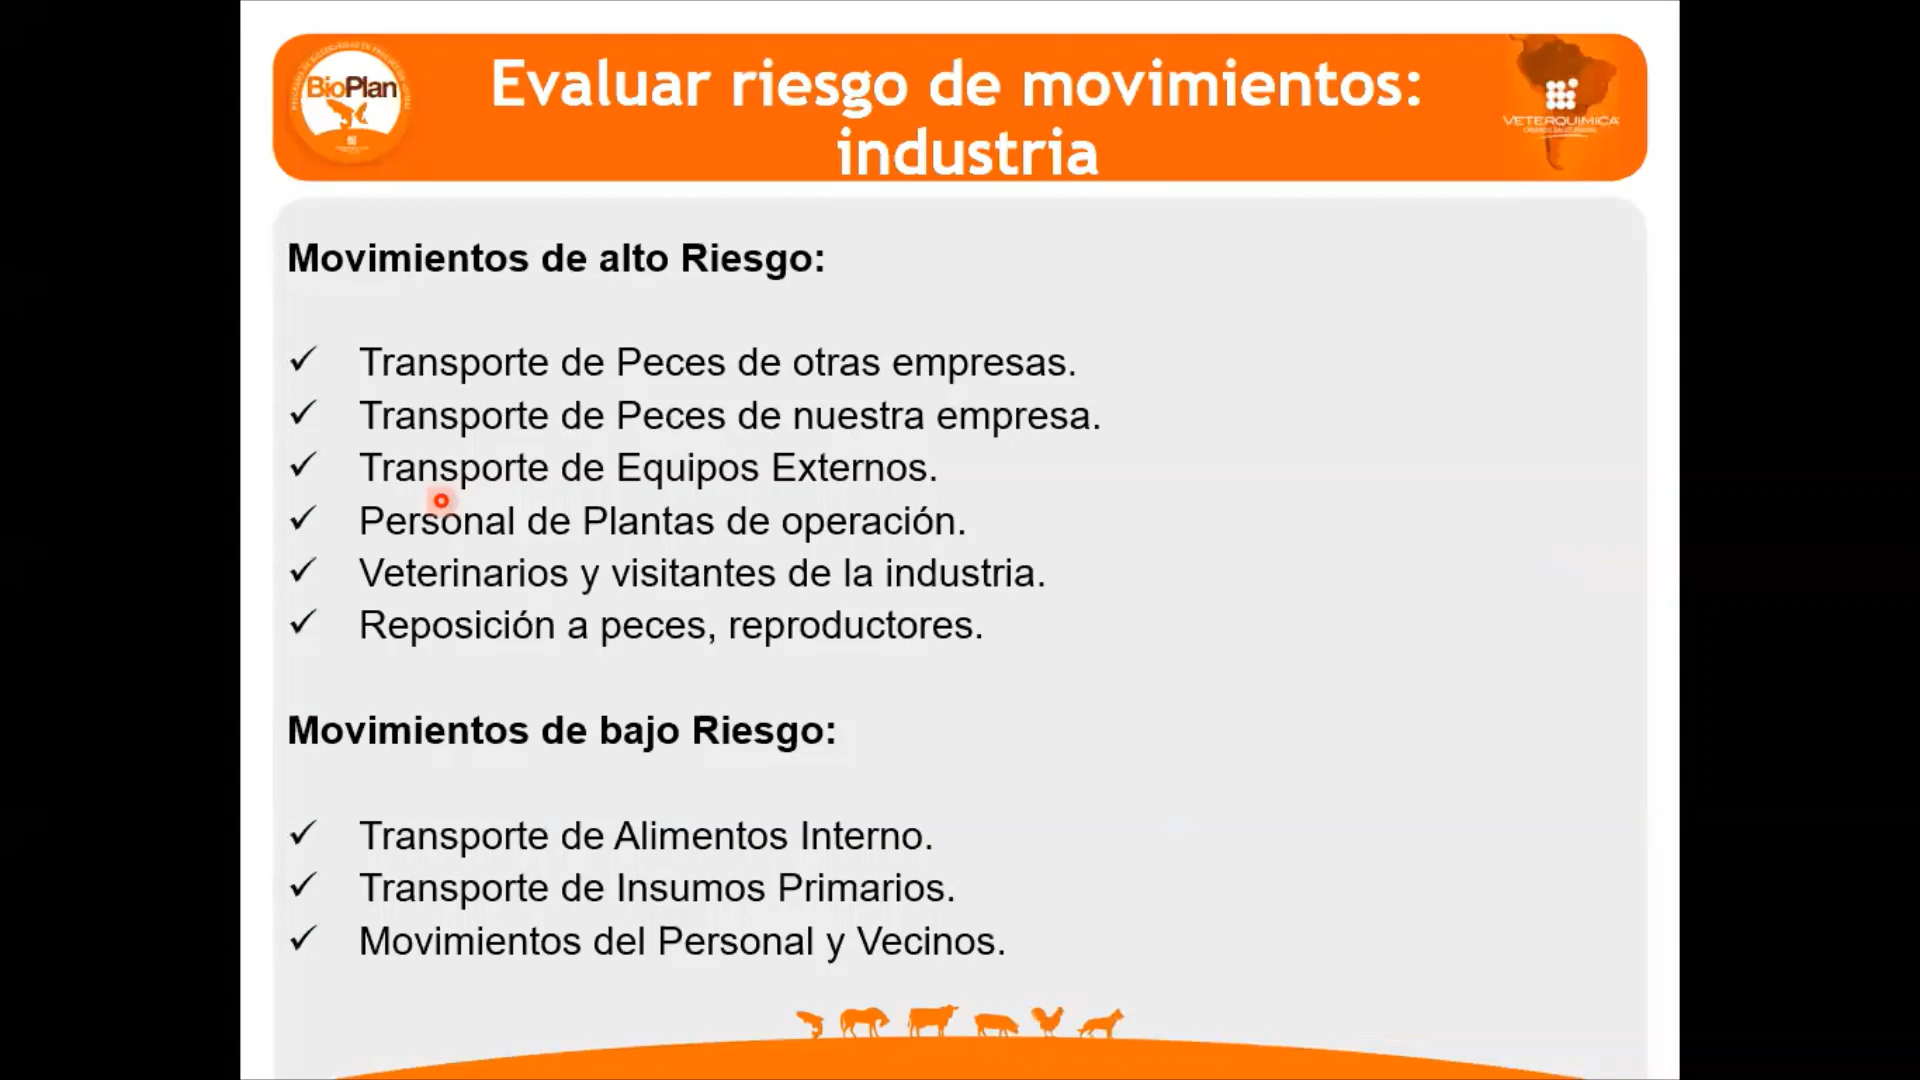 Evaluar riesgo de movimientos:
industria
BioPlan
VETERQUIMICA
Movimientos de alto Riesgo:
✓ Transporte de Peces de otras empresas.
✓ Transporte de Peces de nuestra empresa.
✓ Transporte de Equipos Externos.
✓ Personal de Plantas de operación.
✓ Veterinarios y visitantes de la industria.
✓ Reposición a peces, reproductores.
Movimientos de bajo Riesgo:
✓ Transporte de Alimentos Interno.
✓ Transporte de Insumos Primarios.
✓ Movimientos del Personal y Vecinos.